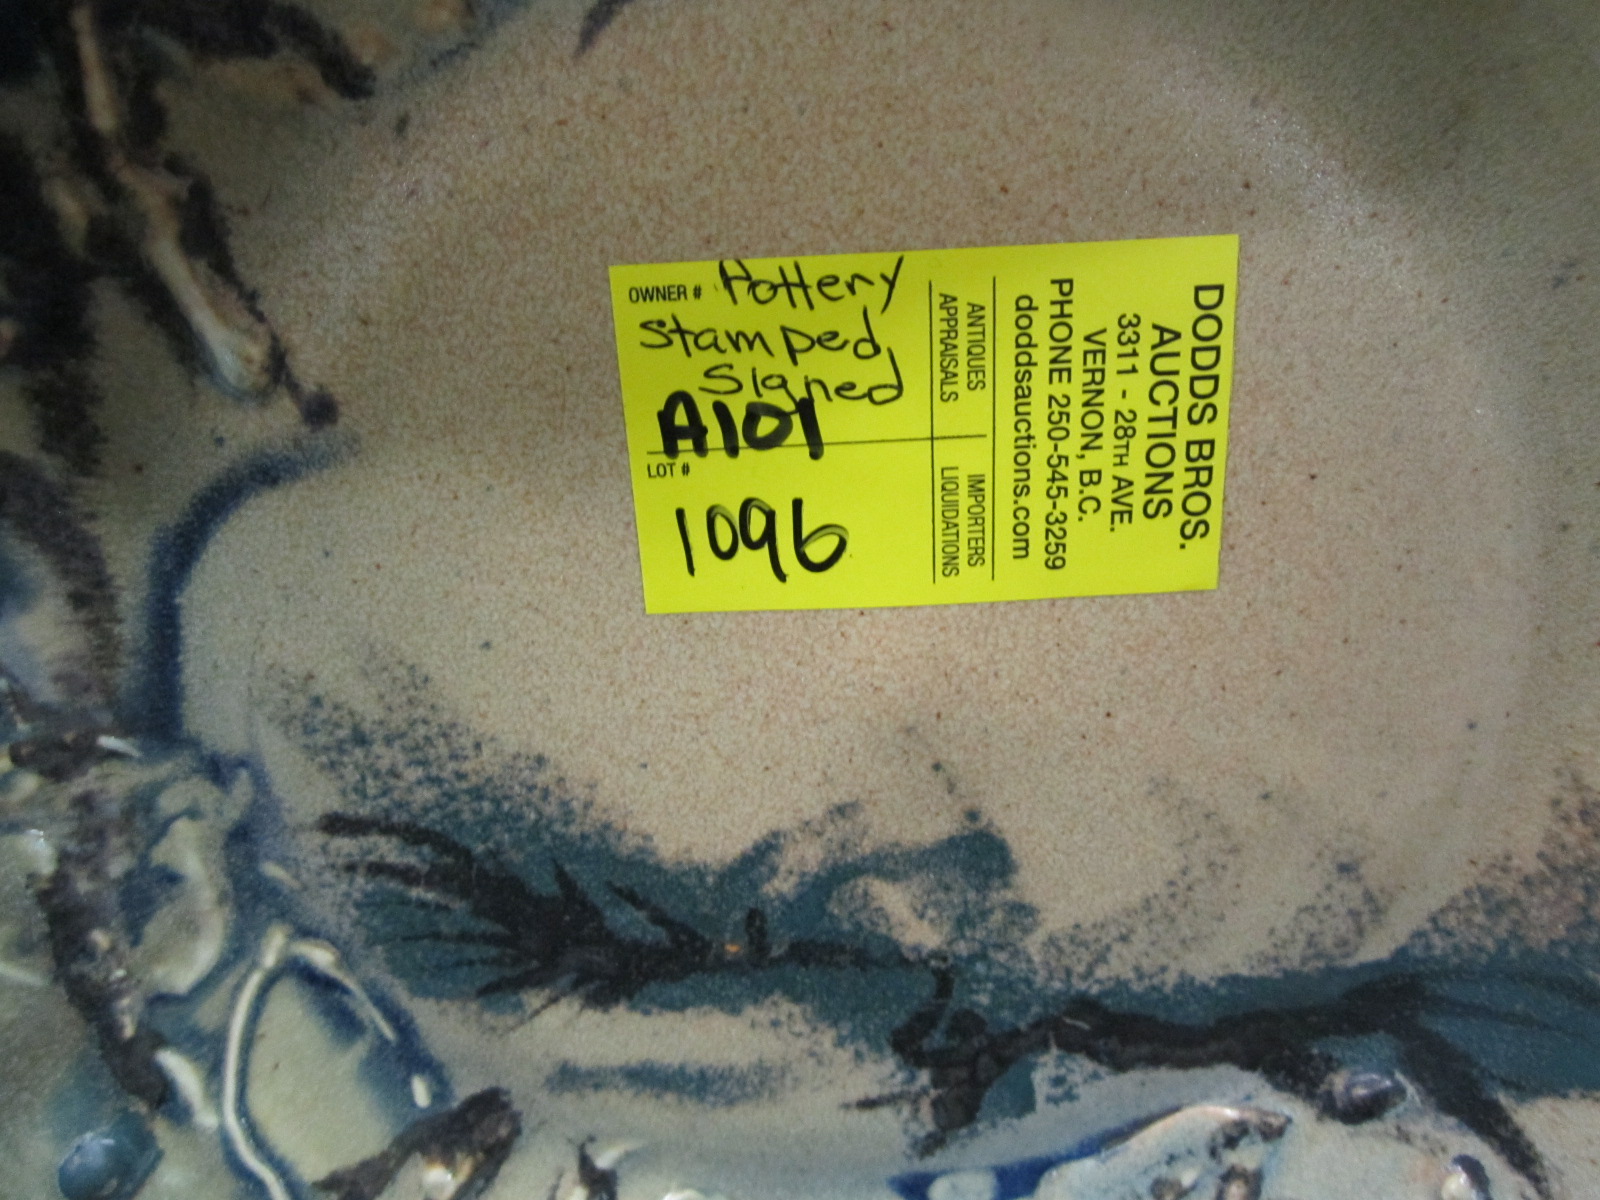 DODDS BROS.
AUCTIONS
3311 - 28TH AVE.
VERNON, B.C.
PHONE 250-545-3259
doddsauctions.com
ANTIQUES
APPRAISALS
IMPORTERS
LIQUIDATIONS
OWNER # Pottery
stamped,
signed
A101
LOT #
1096